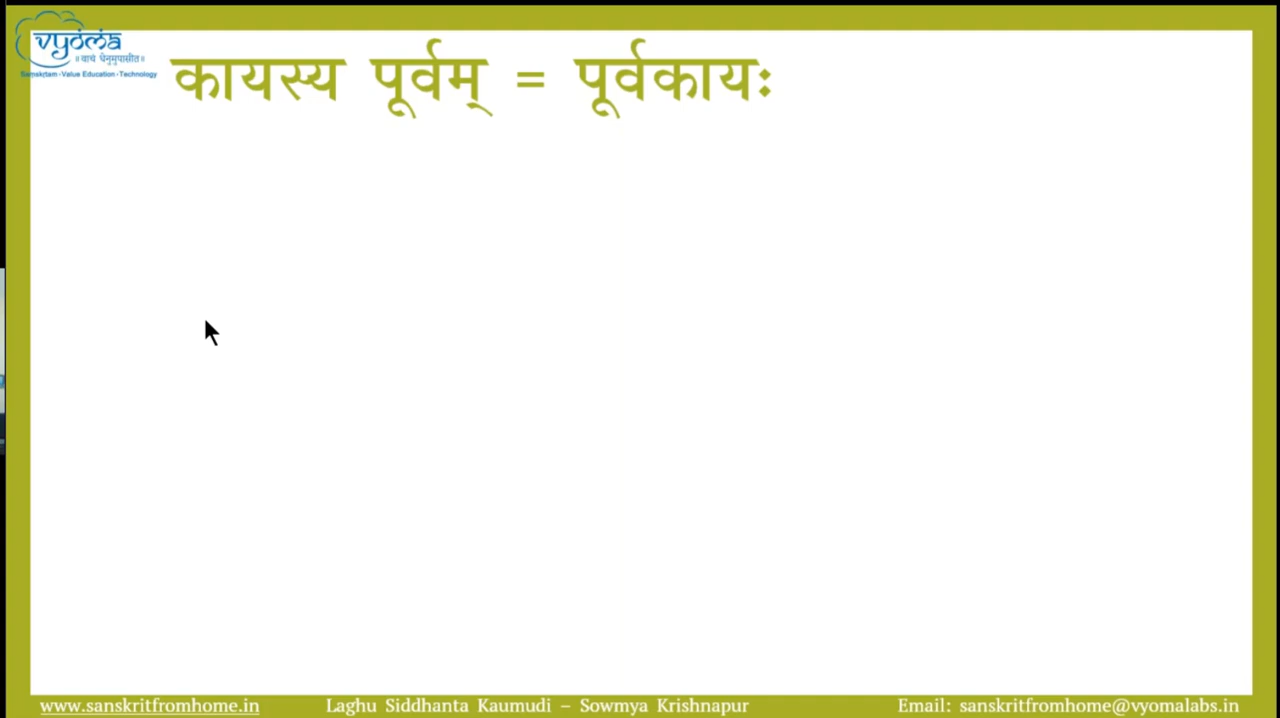 vyoma
॥वाचं धेनुमुपासीत॥
Samskrtam - Value Education - Technology
कायस्य पूर्वम् = पूर्वकायः
www.sanskritfromhome.in Laghu Siddhanta Kaumudi – Sowmya Krishnapur Email: sanskritfromhome@vyomalabs.in